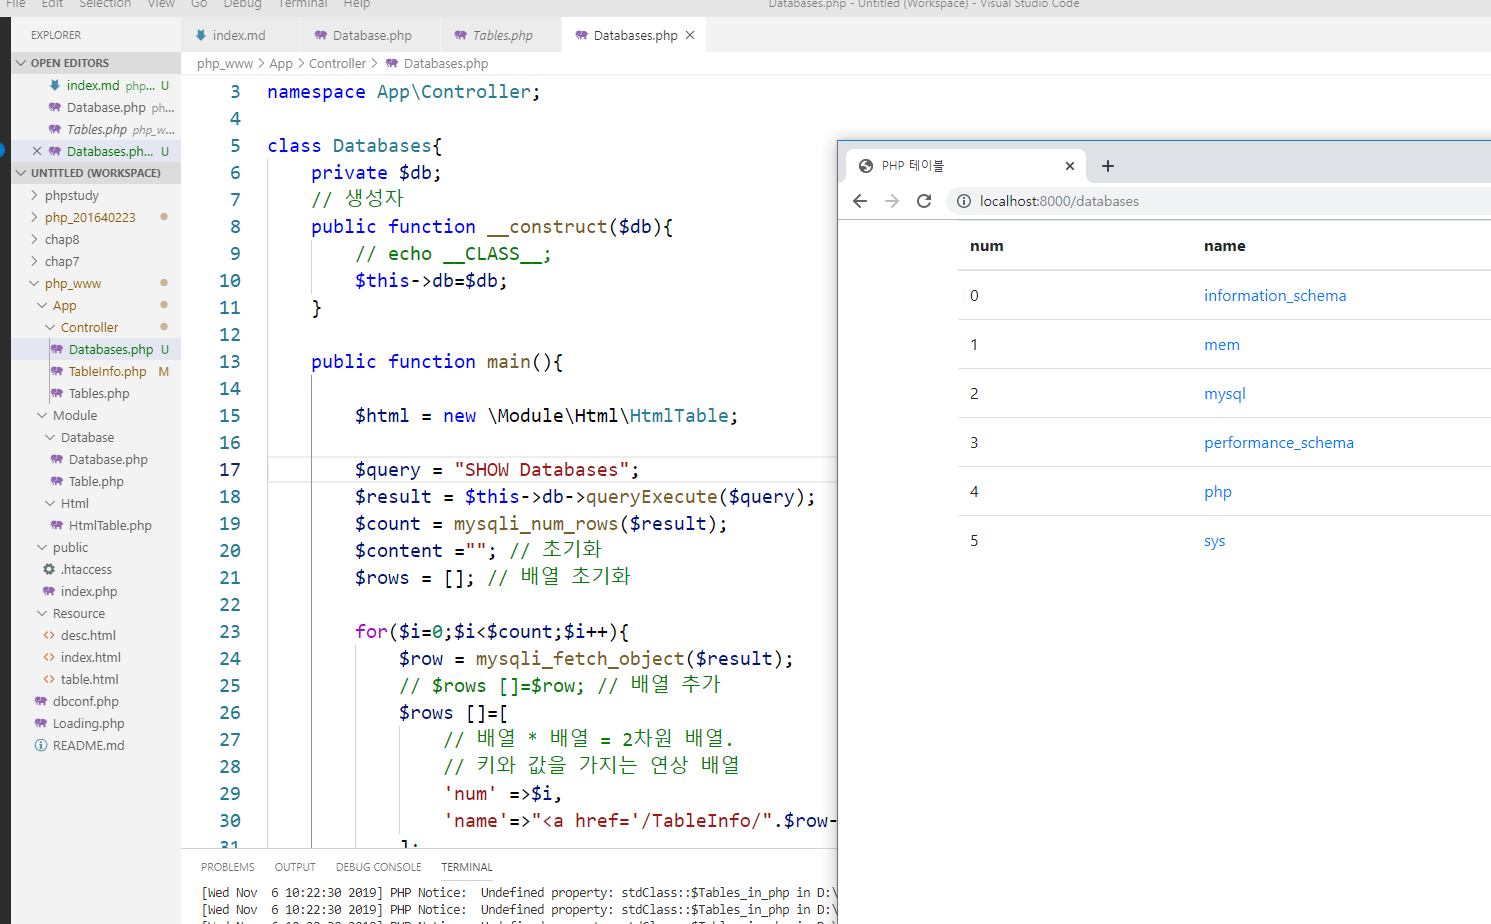 File Edit Selection View Go Debug Terminal Help
Databases.php - Untitled (Workspace) - Visual Studio Code
EXPLORER
index.md
Database.php
Tables.php
Databases.php
OPEN EDITORS
index.md php... U
Database.php ph...
Tables.php php_w...
Databases.ph... U
UNTITLED (WORKSPACE)
phpstudy
php_201640223
chap8
chap7
php_www
App
Controller
Databases.php U
TableInfo.php M
Tables.php
Module
Database
Database.php
Table.php
Html
HtmlTable.php
public
.htaccess
index.php
Resource
desc.html
index.html
table.html
dbconf.php
Loading.php
README.md
php_www > App > Controller > Databases.php
3 namespace App\Controller;
4
5 class Databases{
6 private $db;
7 // 생성자
8 public function __construct($db){
9 // echo __CLASS__;
10 $this->db=$db;
11 }
12
13 public function main(){
14
15 $html = new \Module\Html\HtmlTable;
16
17 $query = "SHOW Databases";
18 $result = $this->db->queryExecute($query);
19 $count = mysqli_num_rows($result);
20 $content =""; // 초기화
21 $rows = []; // 배열 초기화
22
23 for($i=0;$i<$count;$i++){
24 $row = mysqli_fetch_object($result);
25 // $rows []=$row; // 배열 추가
26 $rows []=[
27 // 배열 * 배열 = 2차원 배열.
28 // 키와 값을 가지는 연상 배열
29 'num' =>$i,
30 'name'=>"<a href='/TableInfo/".$row-
31 ];
PROBLEMS OUTPUT DEBUG CONSOLE TERMINAL
[Wed Nov 6 10:22:30 2019] PHP Notice: Undefined property: stdClass::$Tables_in_php in D:\
[Wed Nov 6 10:22:30 2019] PHP Notice: Undefined property: stdClass::$Tables_in_php in D:\
PHP 테이블
localhost:8000/databases
num name
0 information_schema
1 mem
2 mysql
3 performance_schema
4 php
5 sys